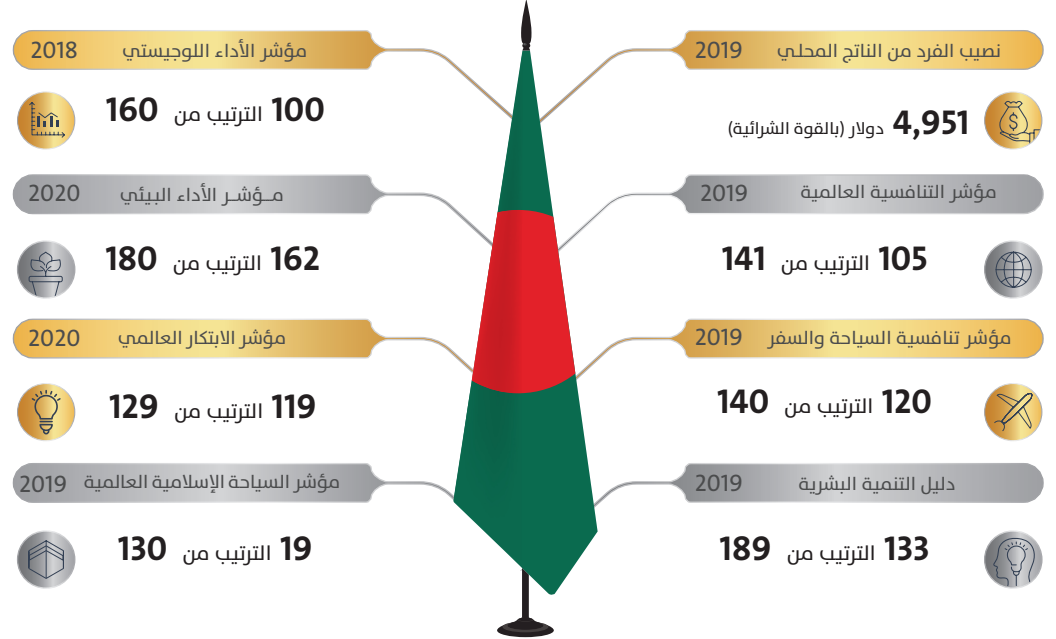 نصيب الفرد من الناتج المحلي 2019
4,951 دولار (بالقوة الشرائية)
مؤشر التنافسية العالمية 2019
105 الترتيب من 141
مؤشر تنافسية السياحة والسفر 2019
120 الترتيب من 140
دليل التنمية البشرية 2019
133 الترتيب من 189
مؤشر الأداء اللوجيستي 2018
100 الترتيب من 160
مــؤشــر الأداء البيئي 2020
162 الترتيب من 180
مؤشر الابتكار العالمي 2020
119 الترتيب من 129
مؤشر السياحة الإسلامية العالمية 2019
19 الترتيب من 130